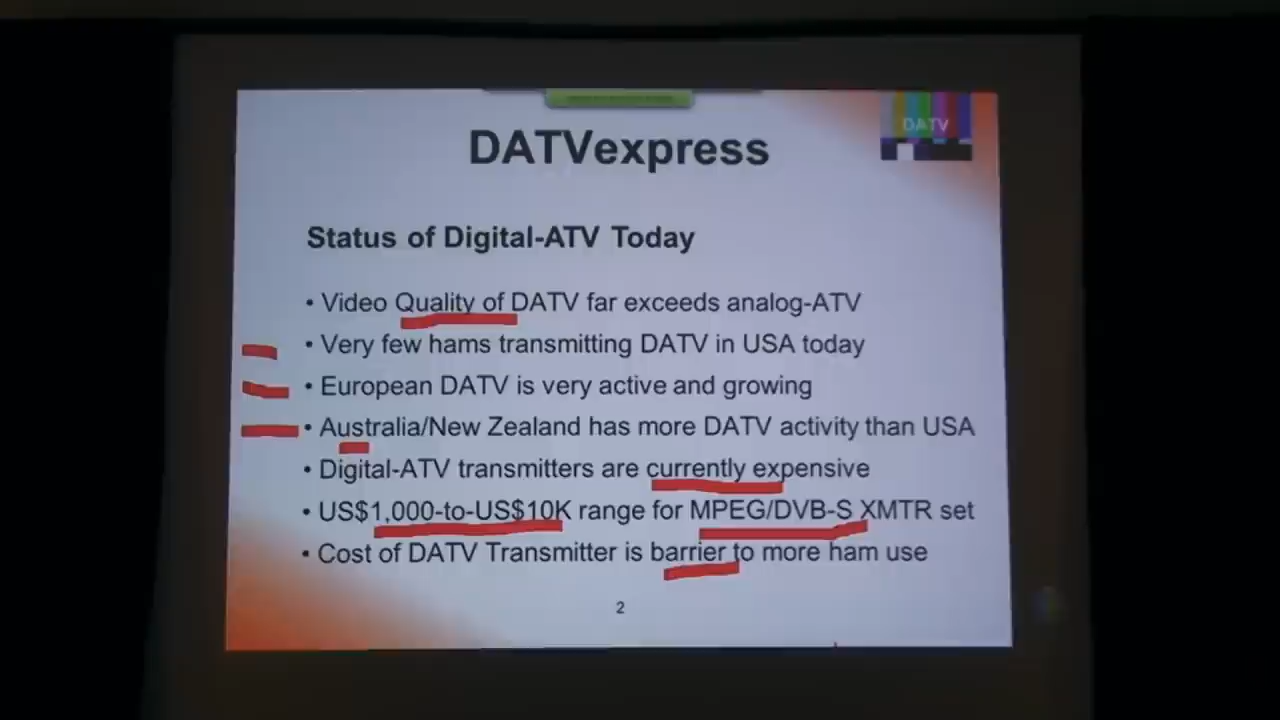 DATV
DATVexpress
Status of Digital-ATV Today
• Video Quality of DATV far exceeds analog-ATV
• Very few hams transmitting DATV in USA today
• European DATV is very active and growing
• Australia/New Zealand has more DATV activity than USA
• Digital-ATV transmitters are currently expensive
• US$1,000-to-US$10K range for MPEG/DVB-S XMTR set
• Cost of DATV Transmitter is barrier to more ham use
2